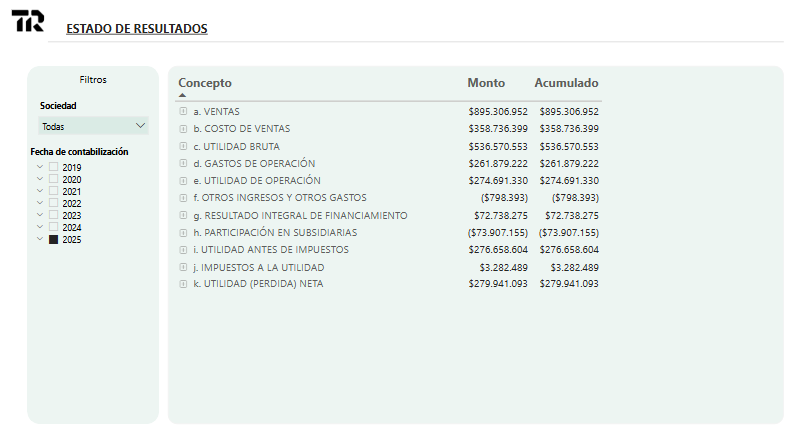 TR
ESTADO DE RESULTADOS
Filtros
Sociedad
Todas
Fecha de contabilización
2019
2020
2021
2022
2023
2024
2025
Concepto Monto Acumulado
a. VENTAS $895.306.952 $895.306.952
b. COSTO DE VENTAS $358.736.399 $358.736.399
c. UTILIDAD BRUTA $536.570.553 $536.570.553
d. GASTOS DE OPERACIÓN $261.879.222 $261.879.222
e. UTILIDAD DE OPERACIÓN $274.691.330 $274.691.330
f. OTROS INGRESOS Y OTROS GASTOS ($798.393) ($798.393)
g. RESULTADO INTEGRAL DE FINANCIAMIENTO $72.738.275 $72.738.275
h. PARTICIPACIÓN EN SUBSIDIARIAS ($73.907.155) ($73.907.155)
i. UTILIDAD ANTES DE IMPUESTOS $276.658.604 $276.658.604
j. IMPUESTOS A LA UTILIDAD $3.282.489 $3.282.489
k. UTILIDAD (PERDIDA) NETA $279.941.093 $279.941.093